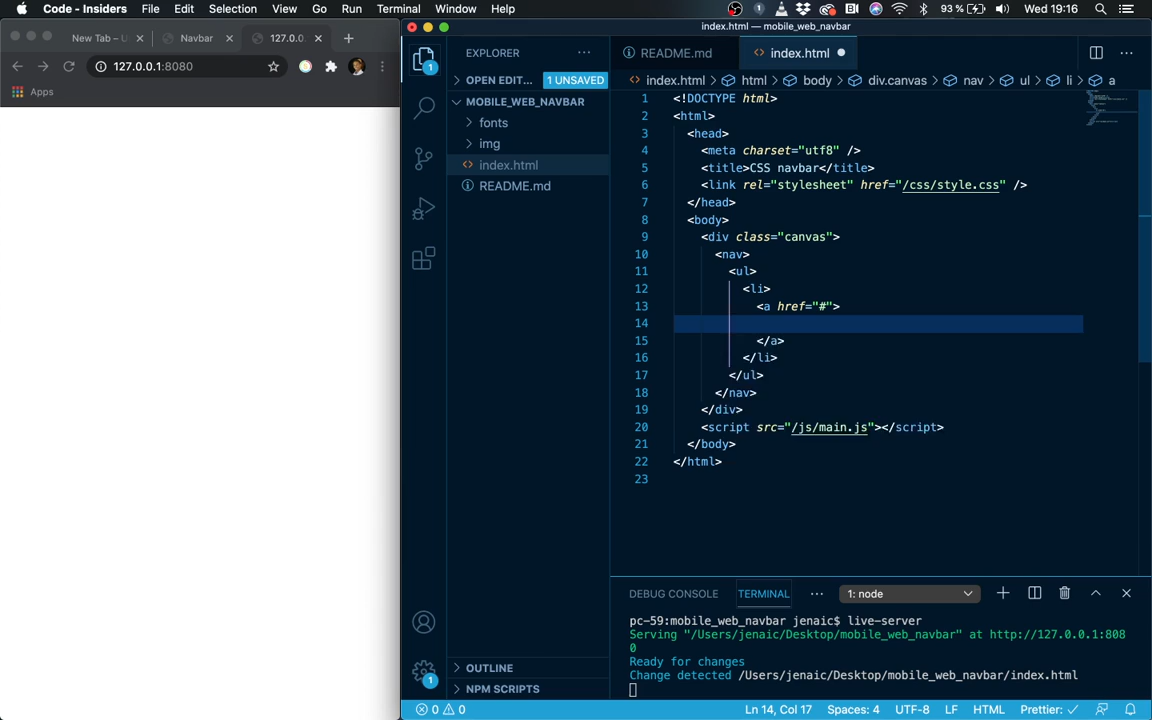 Code - Insiders File Edit Selection View Go Run Terminal Window Help 93 % Wed 19:16
New Tab – Navbar 127.0.0.
127.0.0.1:8080
Apps
index.html — mobile_web_navbar
EXPLORER ...
README.md index.html
1
OPEN EDIT... 1 UNSAVED
index.html > html > body > div.canvas > nav > ul > li > a
MOBILE_WEB_NAVBAR
fonts
img
index.html
README.md
1 <!DOCTYPE html>
2 <html>
3 <head>
4 <meta charset="utf8" />
5 <title>CSS navbar</title>
6 <link rel="stylesheet" href="/css/style.css" />
7 </head>
8 <body>
9 <div class="canvas">
10 <nav>
11 <ul>
12 <li>
13 <a href="#">
14
15 </a>
16 </li>
17 </ul>
18 </nav>
19 </div>
20 <script src="/js/main.js"></script>
21 </body>
22 </html>
23
OUTLINE
NPM SCRIPTS
1
DEBUG CONSOLE TERMINAL ... 1: node
pc-59:mobile_web_navbar jenaic$ live-server
Serving "/Users/jenaic/Desktop/mobile_web_navbar" at http://127.0.0.1:808
0
Ready for changes
Change detected /Users/jenaic/Desktop/mobile_web_navbar/index.html
0 0 Ln 14, Col 17 Spaces: 4 UTF-8 LF HTML Prettier: ✓